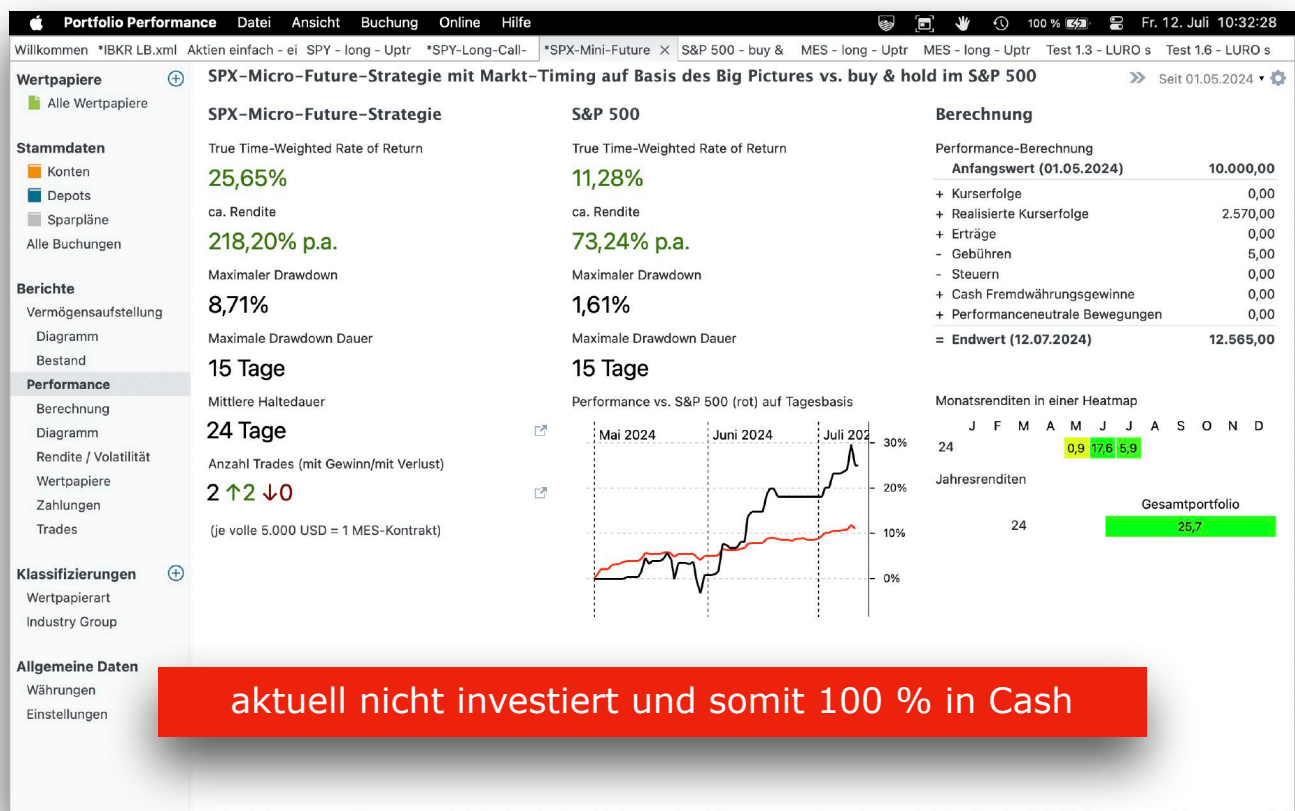 Portfolio Performance Datei Ansicht Buchung Online Hilfe 100 % Fr. 12. Juli 10:32:28
Willkommen *IBKR LB.xml Aktien einfach - ei SPY - long - Uptr *SPY-Long-Call- *SPX-Mini-Future × S&P 500 - buy & MES - long - Uptr MES - long - Uptr Test 1.3 - LURO s Test 1.6 - LURO s
Wertpapiere
Alle Wertpapiere
Stammdaten
Konten
Depots
Sparpläne
Alle Buchungen
Berichte
Vermögensaufstellung
Diagramm
Bestand
Performance
Berechnung
Diagramm
Rendite / Volatilität
Wertpapiere
Zahlungen
Trades
Klassifizierungen
Wertpapierart
Industry Group
Allgemeine Daten
Währungen
Einstellungen
SPX-Micro-Future-Strategie mit Markt-Timing auf Basis des Big Pictures vs. buy & hold im S&P 500
Seit 01.05.2024
SPX-Micro-Future-Strategie
True Time-Weighted Rate of Return
25,65%
ca. Rendite
218,20% p.a.
Maximaler Drawdown
8,71%
Maximale Drawdown Dauer
15 Tage
Mittlere Haltedauer
24 Tage
Anzahl Trades (mit Gewinn/mit Verlust)
2 ↑2 ↓0
(je volle 5.000 USD = 1 MES-Kontrakt)
S&P 500
True Time-Weighted Rate of Return
11,28%
ca. Rendite
73,24% p.a.
Maximaler Drawdown
1,61%
Maximale Drawdown Dauer
15 Tage
Performance vs. S&P 500 (rot) auf Tagesbasis
Mai 2024 Juni 2024 Juli 202
30%
20%
10%
0%
Berechnung
Performance-Berechnung
Anfangswert (01.05.2024) 10.000,00
+ Kurserfolge 0,00
+ Realisierte Kurserfolge 2.570,00
+ Erträge 0,00
- Gebühren 5,00
- Steuern 0,00
+ Cash Fremdwährungsgewinne 0,00
+ Performanceneutrale Bewegungen 0,00
= Endwert (12.07.2024) 12.565,00
Monatsrenditen in einer Heatmap
J F M A M J J A S O N D
24 0,9 17,6 5,9
Jahresrenditen
Gesamtportfolio
24 25,7
aktuell nicht investiert und somit 100 % in Cash